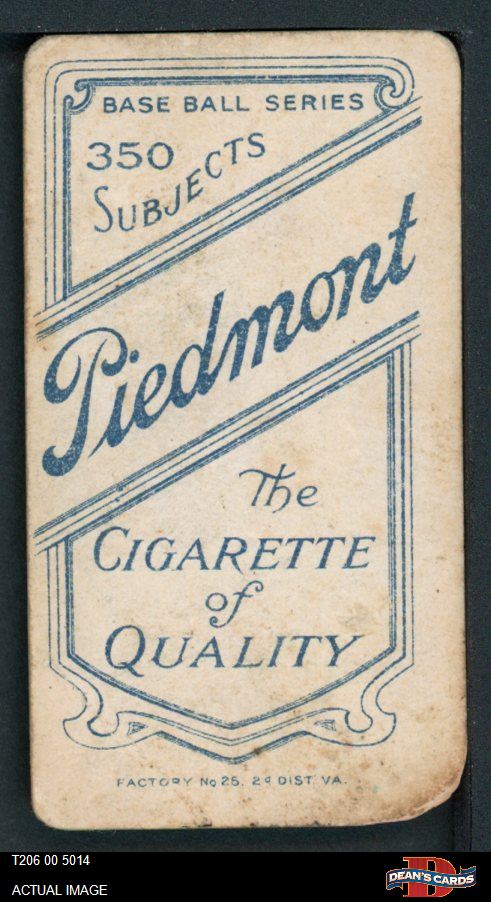 BASE BALL SERIES
350
SUBJECTS
Piedmont
The
CIGARETTE
of
QUALITY
FACTORY No 25. 2d DIST. VA.
T206 00 5014
ACTUAL IMAGE
D
DEAN'S CARDS